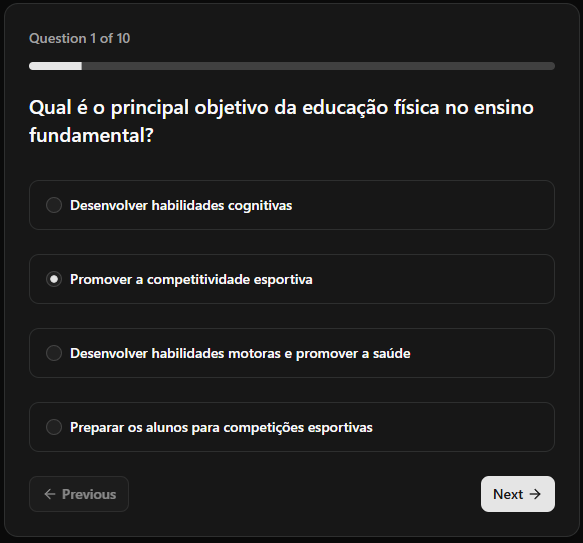 Question 1 of 10
Qual é o principal objetivo da educação física no ensino
fundamental?
Desenvolver habilidades cognitivas
Promover a competitividade esportiva
Desenvolver habilidades motoras e promover a saúde
Preparar os alunos para competições esportivas
← Previous
Next →